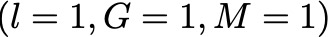 (l = 1, G = 1, M = 1)